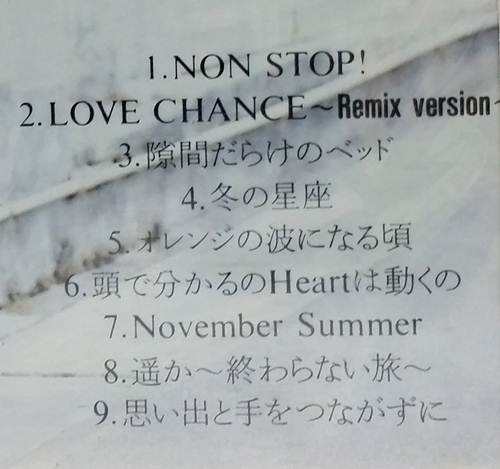 1.NON STOP!
2.LOVE CHANCE～Remix version～
3.隙間だらけのベッド
4.冬の星座
5.オレンジの波になる頃
6.頭で分かるのHeartは動くの
7.November Summer
8.遥か～終わらない旅～
9.思い出と手をつながずに